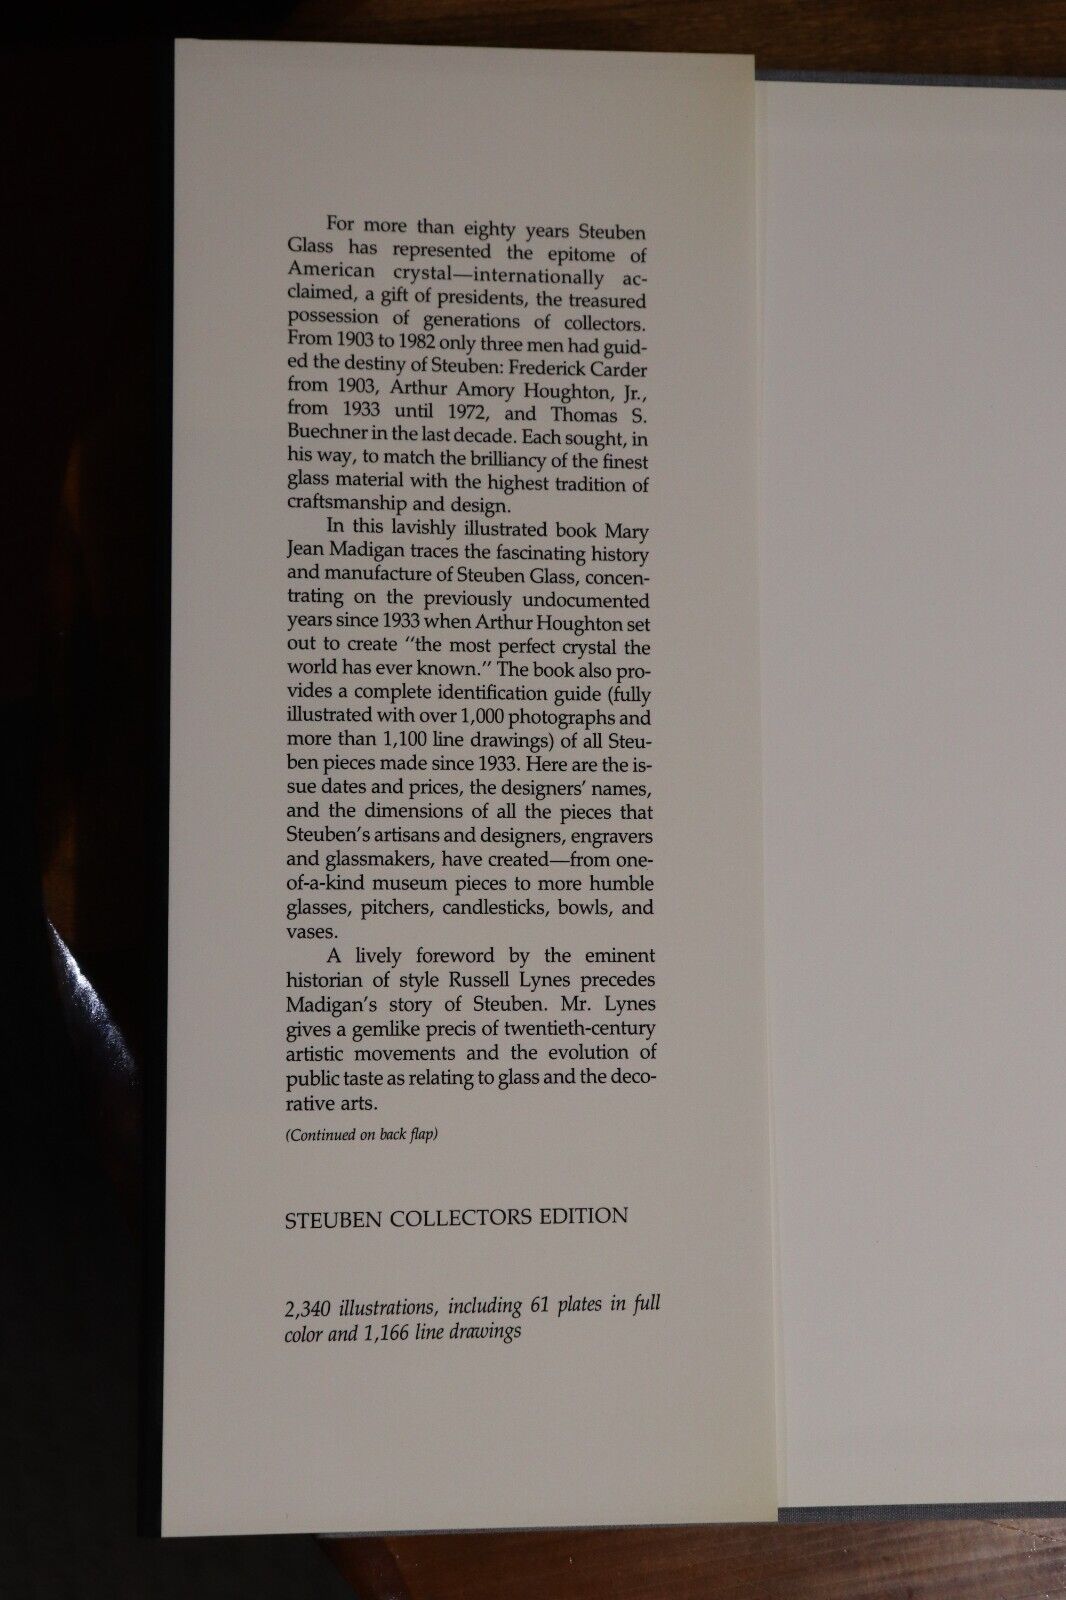 For more than eighty years Steuben
Glass has represented the epitome of
American crystal—internationally ac-
claimed, a gift of presidents, the treasured
possession of generations of collectors.
From 1903 to 1982 only three men had guid-
ed the destiny of Steuben: Frederick Carder
from 1903, Arthur Amory Houghton, Jr.,
from 1933 until 1972, and Thomas S.
Buechner in the last decade. Each sought, in
his way, to match the brilliancy of the finest
glass material with the highest tradition of
craftsmanship and design.
In this lavishly illustrated book Mary
Jean Madigan traces the fascinating history
and manufacture of Steuben Glass, concen-
trating on the previously undocumented
years since 1933 when Arthur Houghton set
out to create "the most perfect crystal the
world has ever known." The book also pro-
vides a complete identification guide (fully
illustrated with over 1,000 photographs and
more than 1,100 line drawings) of all Steu-
ben pieces made since 1933. Here are the is-
sue dates and prices, the designers' names,
and the dimensions of all the pieces that
Steuben's artisans and designers, engravers
and glassmakers, have created—from one-
of-a-kind museum pieces to more humble
glasses, pitchers, candlesticks, bowls, and
vases.
A lively foreword by the eminent
historian of style Russell Lynes precedes
Madigan's story of Steuben. Mr. Lynes
gives a gemlike precis of twentieth-century
artistic movements and the evolution of
public taste as relating to glass and the deco-
rative arts.
(Continued on back flap)
STEUBEN COLLECTORS EDITION
2,340 illustrations, including 61 plates in full
color and 1,166 line drawings